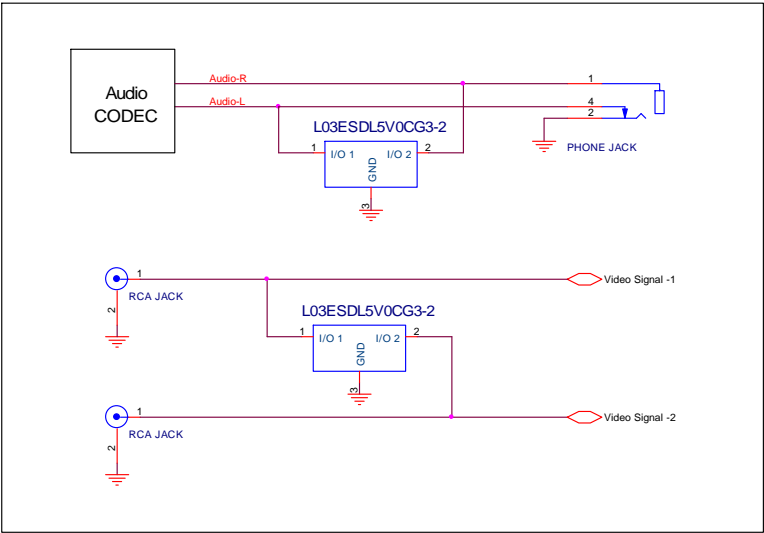 Audio
CODEC
Audio-R
Audio-L
1
4
2
PHONE JACK
L03ESDL5V0CG3-2
1 I/O 1 I/O 2 2
GND
3
1
RCA JACK
2
Video Signal -1
L03ESDL5V0CG3-2
1 I/O 1 I/O 2 2
GND
3
1
RCA JACK
2
Video Signal -2